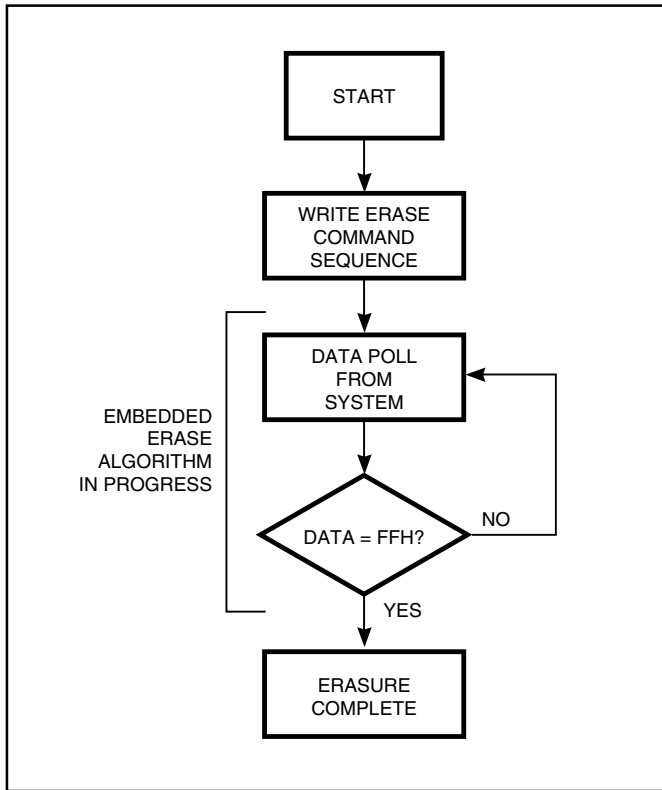 START
WRITE ERASE
COMMAND
SEQUENCE
DATA POLL
FROM
SYSTEM
EMBEDDED
ERASE
ALGORITHM
IN PROGRESS
DATA = FFH?
NO
YES
ERASURE
COMPLETE